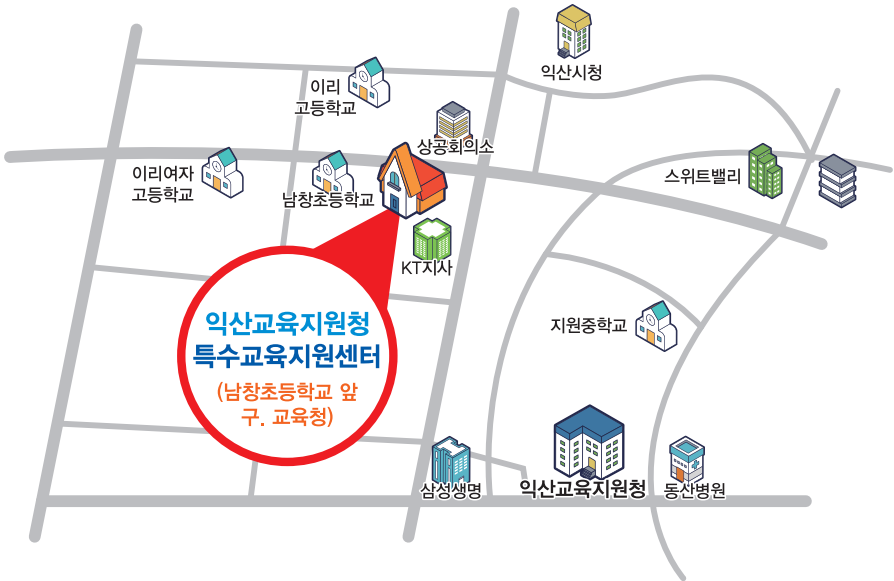 익산시청
이리
고등학교
상공회의소
이리여자
고등학교
남창초등학교
스위트밸리
KT지사
익산교육지원청
특수교육지원센터
(남창초등학교 앞
구. 교육청)
지원중학교
삼성생명
익산교육지원청
동산병원